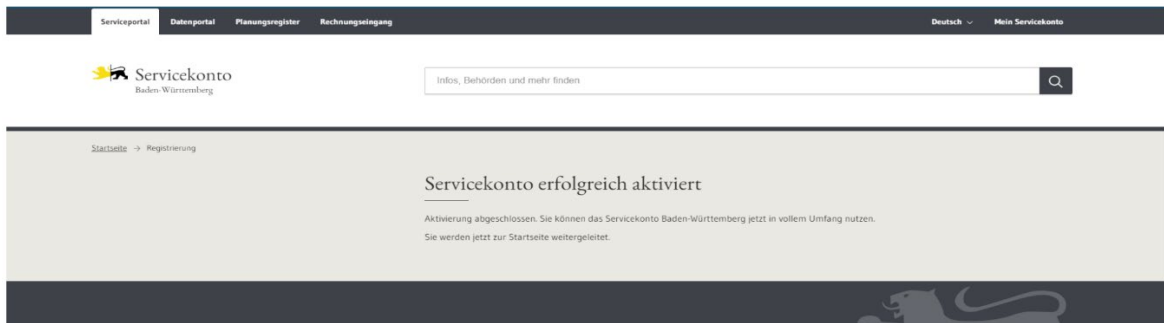 Serviceportal Datenportal Planungsregister Rechnungseingang Deutsch Mein Servicekonto
Servicekonto
Baden-Württemberg
Infos, Behörden und mehr finden
Startseite → Registrierung
Servicekonto erfolgreich aktiviert
Aktivierung abgeschlossen. Sie können das Servicekonto Baden-Württemberg jetzt in vollem Umfang nutzen.
Sie werden jetzt zur Startseite weitergeleitet.